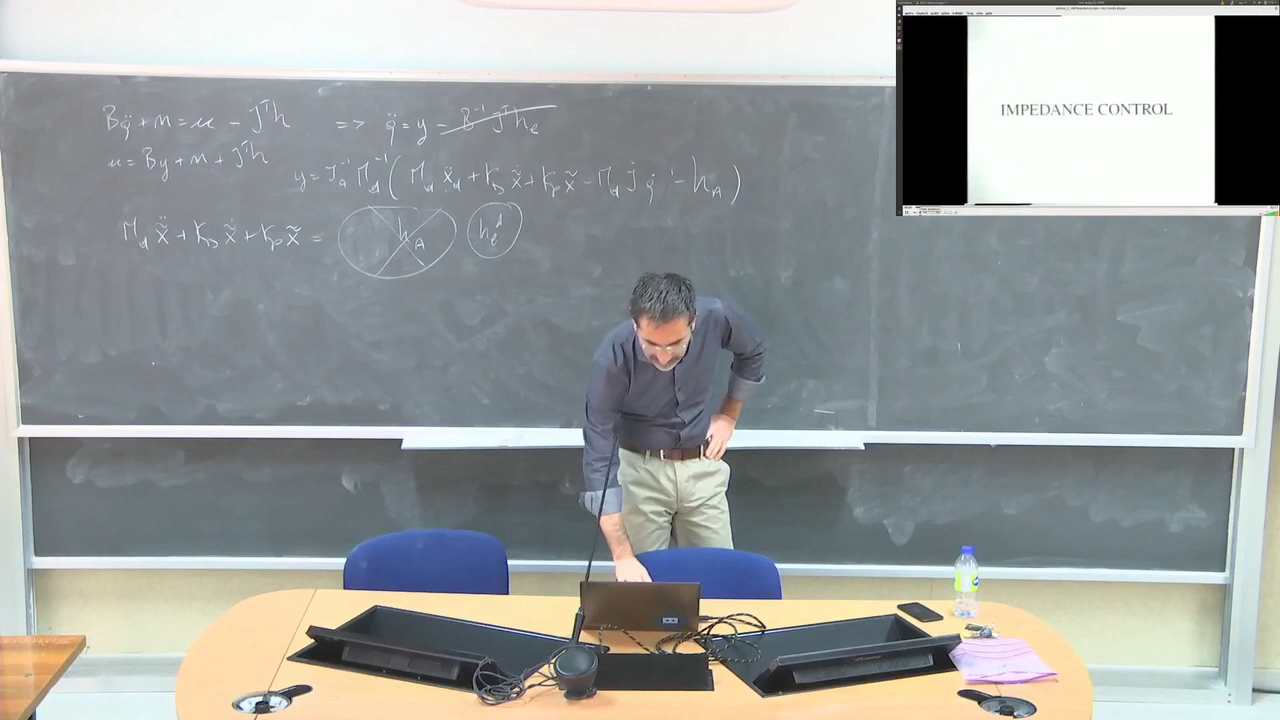 Bq̈ + n = u - Jᵀh => q̈ = y - B⁻¹Jᵀhₑ
u = By + n + Jᵀh
y = J_a⁻¹ M_d⁻¹ ( M_d ẍ_d + K_D x̃̇ + K_P x̃ - M_d J̇ q̇ - h_A )
M_d x̃̈ + K_D x̃̇ + K_P x̃ = h_A hₑᵈ
IMPEDANCE CONTROL